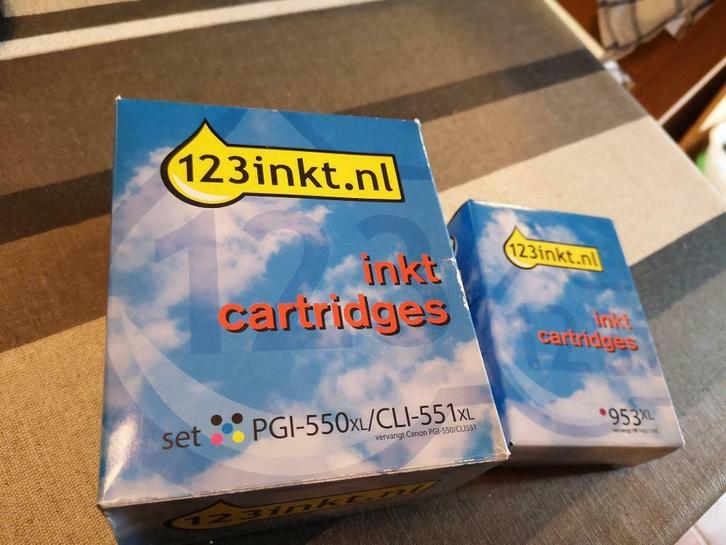 123inkt.nl
inkt
cartridges
set PGI-550XL/CLI-551XL
vervangt Canon PGI-550/CLI551
123inkt.nl
123inkt.nl
inkt
cartridges
953XL